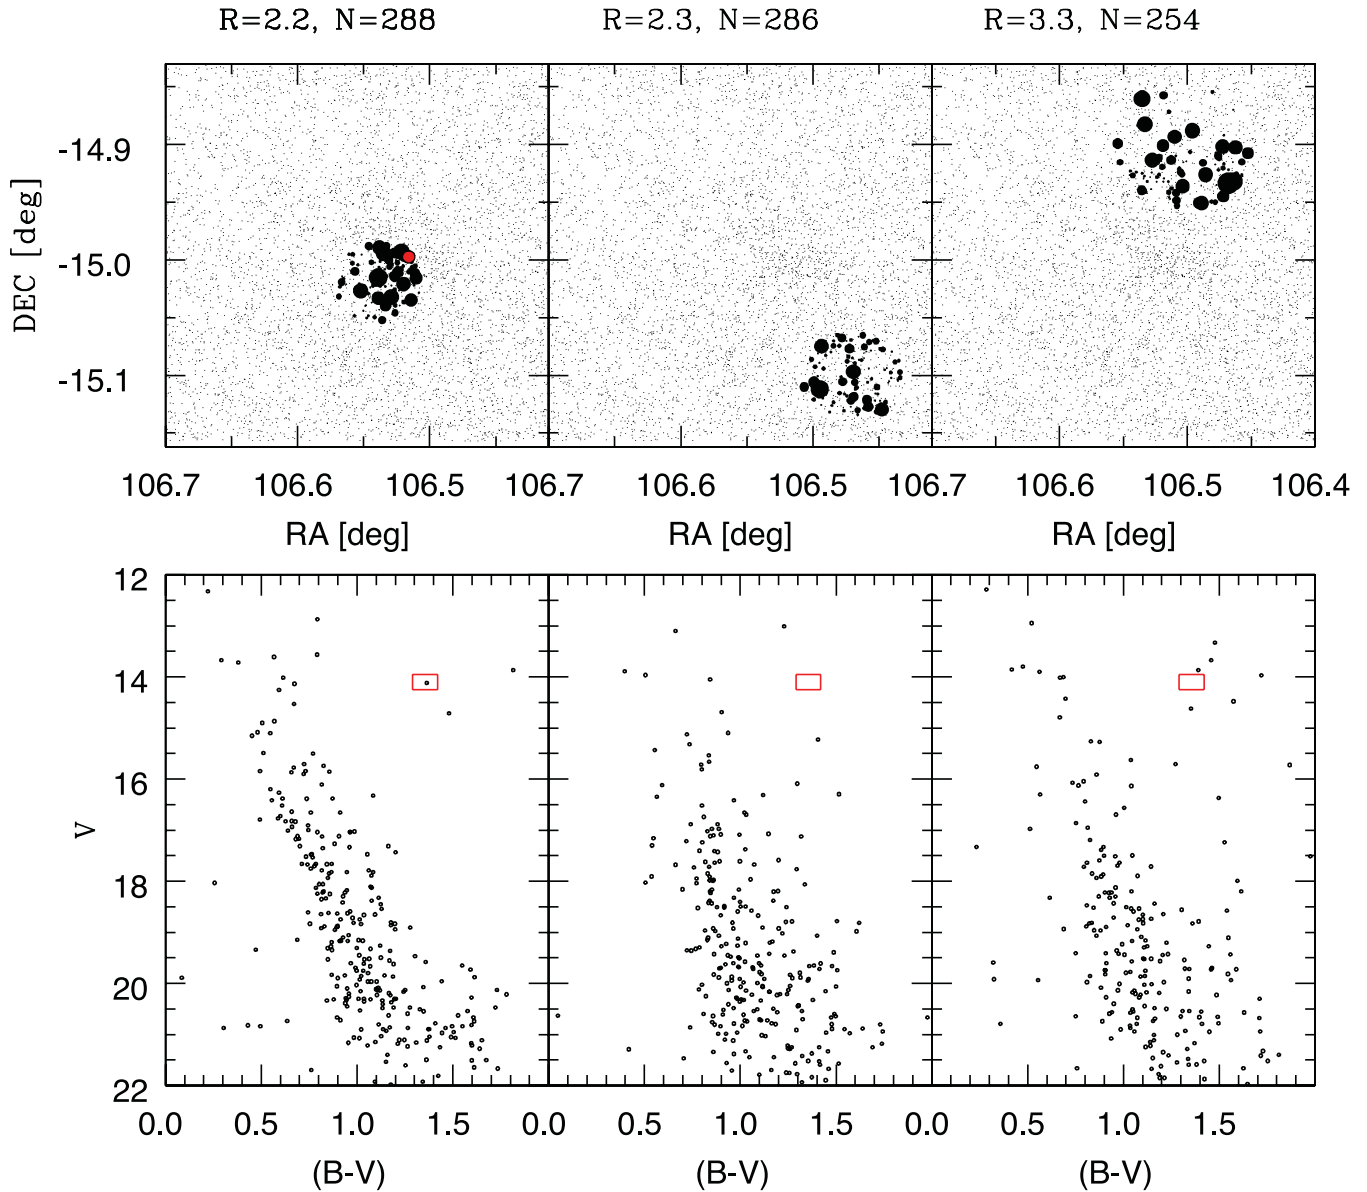 R=2.2, N=288 R=2.3, N=286 R=3.3, N=254
DEC [deg]
-14.9
-15.0
-15.1
106.7 106.6 106.5 106.7 106.6 106.5 106.7 106.6 106.5 106.4
RA [deg] RA [deg] RA [deg]
V
12
14
16
18
20
22
0.0 0.5 1.0 1.5 0.0 0.5 1.0 1.5 0.0 0.5 1.0 1.5
(B-V) (B-V) (B-V)